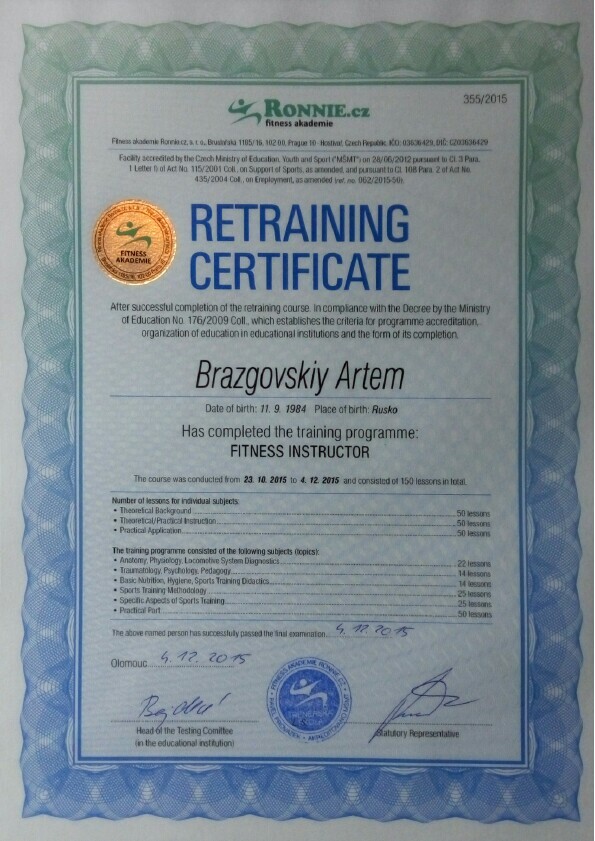 355/2015
RONNIE.cz
fitness akademie
Fitness akademie Ronnie.cz, s. r. o., Brusdařská 1105/16, 102 00, Prague 10 - Hostivař, Czech Republic, IČO: 03636429, DIČ: CZ03636429
Facility accredited by the Czech Ministry of Education, Youth and Sport ("MŠMT") on 28/06/2012 pursuant to Cl. 3 Para.
1 Letter f) of Act No. 115/2001 Coll., on Support of Sports, as amended, and pursuant to Cl. 108 Para. 2 of Act No.
435/2004 Coll., on Employment, as amended (ref. no. 062/2015-50).
FITNESS
AKADEMIE
RETRAINING
CERTIFICATE
After successful completion of the retraining course. In compliance with the Decree by the Ministry
of Education No. 176/2009 Coll., which establishes the criteria for programme accreditation,
organization of education in educational institutions and the form of its completion.
Brazgovskiy Artem
Date of birth: 11. 9. 1984 Place of birth: Rusko
Has completed the training programme:
FITNESS INSTRUCTOR
The course was conducted from 23. 10. 2015 to 4. 12. 2015 and consisted of 150 lessons in total.
Number of lessons for individual subjects:
• Theoretical Background 50 lessons
• Theoretical/Practical Instruction 50 lessons
• Practical Application 50 lessons
The training programme consisted of the following subjects (topics):
• Anatomy, Physiology, Locomotive System Diagnostics 22 lessons
• Traumatology, Psychology, Pedagogy 14 lessons
• Basic Nutrition, Hygiene, Sports Training Didactics 14 lessons
• Sports Training Methodology 25 lessons
• Specific Aspects of Sports Training 25 lessons
• Practical Part 50 lessons
The above named person has successfully passed the final examination 4. 12. 2015
Olomouc 4. 12. 2015
Head of the Testing Comittee
(in the educational institution)
Statutory Representative